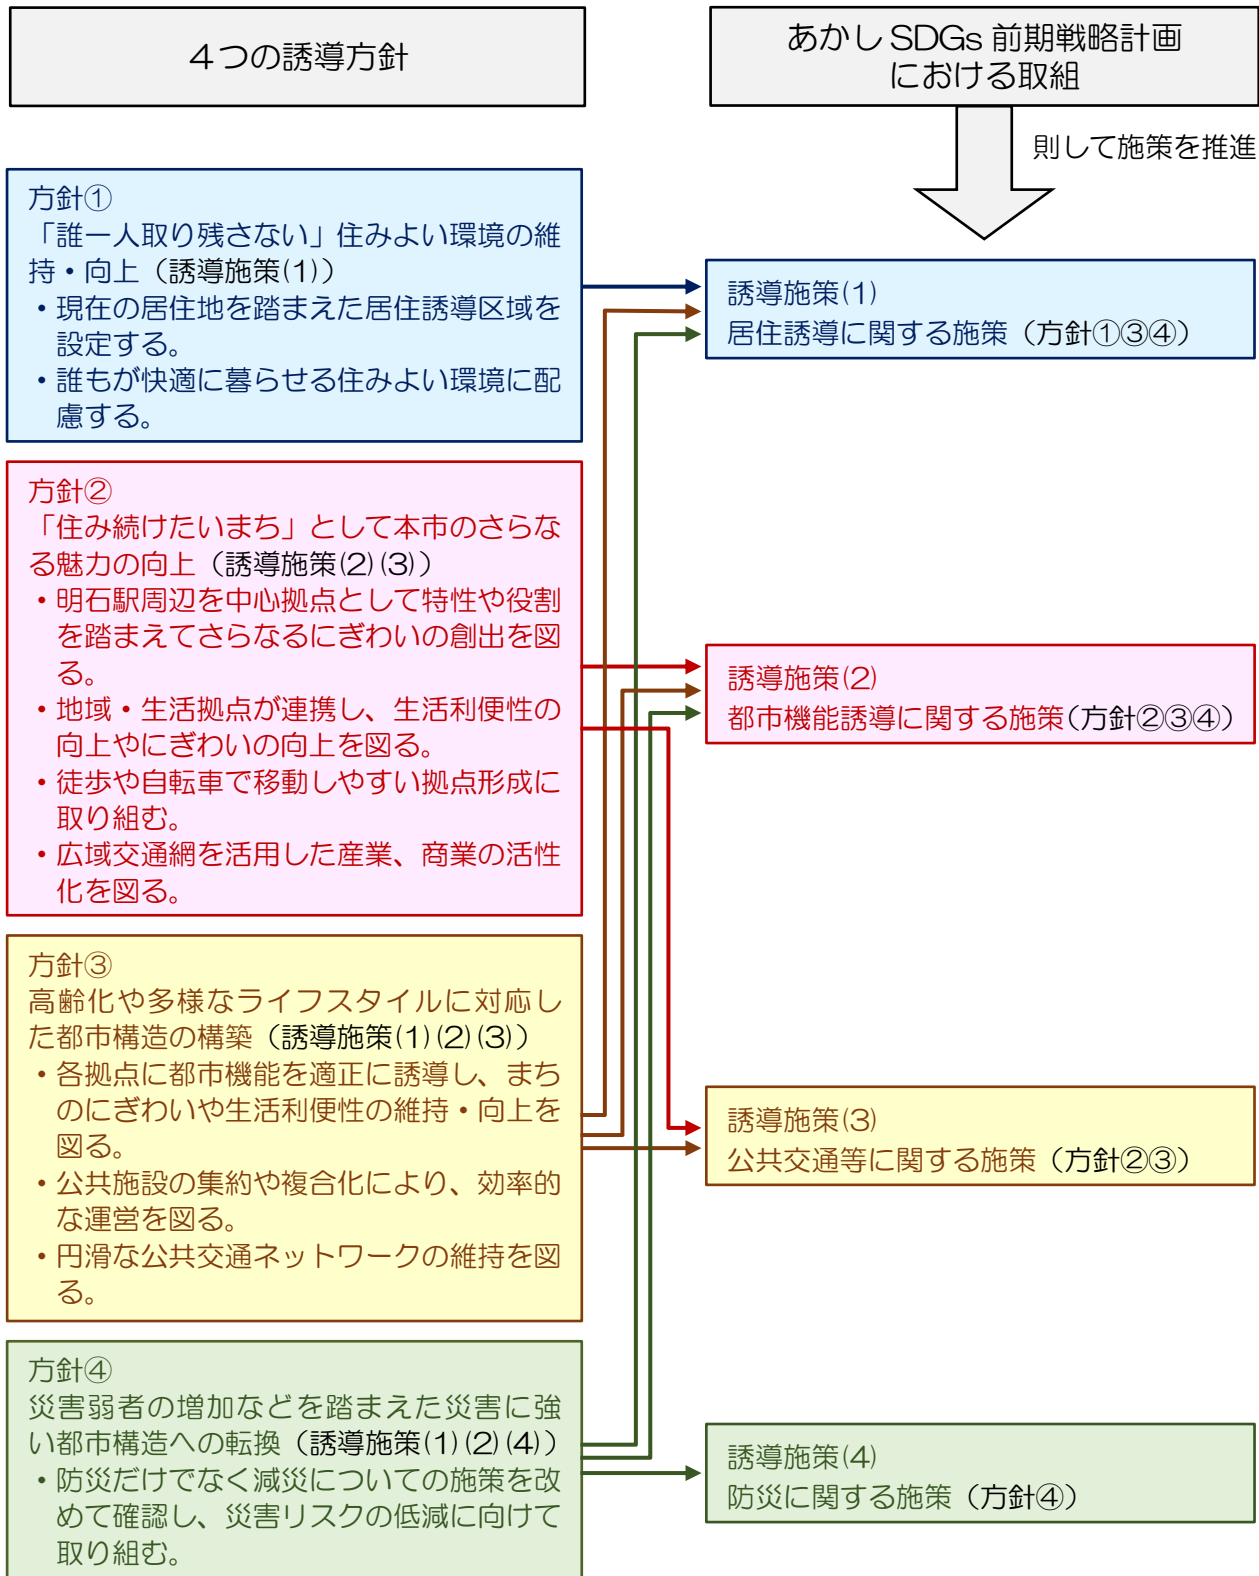 4つの誘導方針
あかしSDGs前期戦略計画
における取組
則して施策を推進
方針①
「誰一人取り残さない」住みよい環境の維
持・向上（誘導施策(1)）
・現在の居住地を踏まえた居住誘導区域を
設定する。
・誰もが快適に暮らせる住みよい環境に配
慮する。
方針②
「住み続けたいまち」として本市のさらな
る魅力の向上（誘導施策(2)(3)）
・明石駅周辺を中心拠点として特性や役割
を踏まえてさらなるにぎわいの創出を図
る。
・地域・生活拠点が連携し、生活利便性の
向上やにぎわいの向上を図る。
・徒歩や自転車で移動しやすい拠点形成に
取り組む。
・広域交通網を活用した産業、商業の活性
化を図る。
方針③
高齢化や多様なライフスタイルに対応し
た都市構造の構築（誘導施策(1)(2)(3)）
・各拠点に都市機能を適正に誘導し、まち
のにぎわいや生活利便性の維持・向上を
図る。
・公共施設の集約や複合化により、効率的
な運営を図る。
・円滑な公共交通ネットワークの維持を図
る。
方針④
災害弱者の増加などを踏まえた災害に強
い都市構造への転換（誘導施策(1)(2)(4)）
・防災だけでなく減災についての施策を改
めて確認し、災害リスクの低減に向けて
取り組む。
誘導施策(1)
居住誘導に関する施策（方針①③④）
誘導施策(2)
都市機能誘導に関する施策(方針②③④)
誘導施策(3)
公共交通等に関する施策（方針②③）
誘導施策(4)
防災に関する施策（方針④）